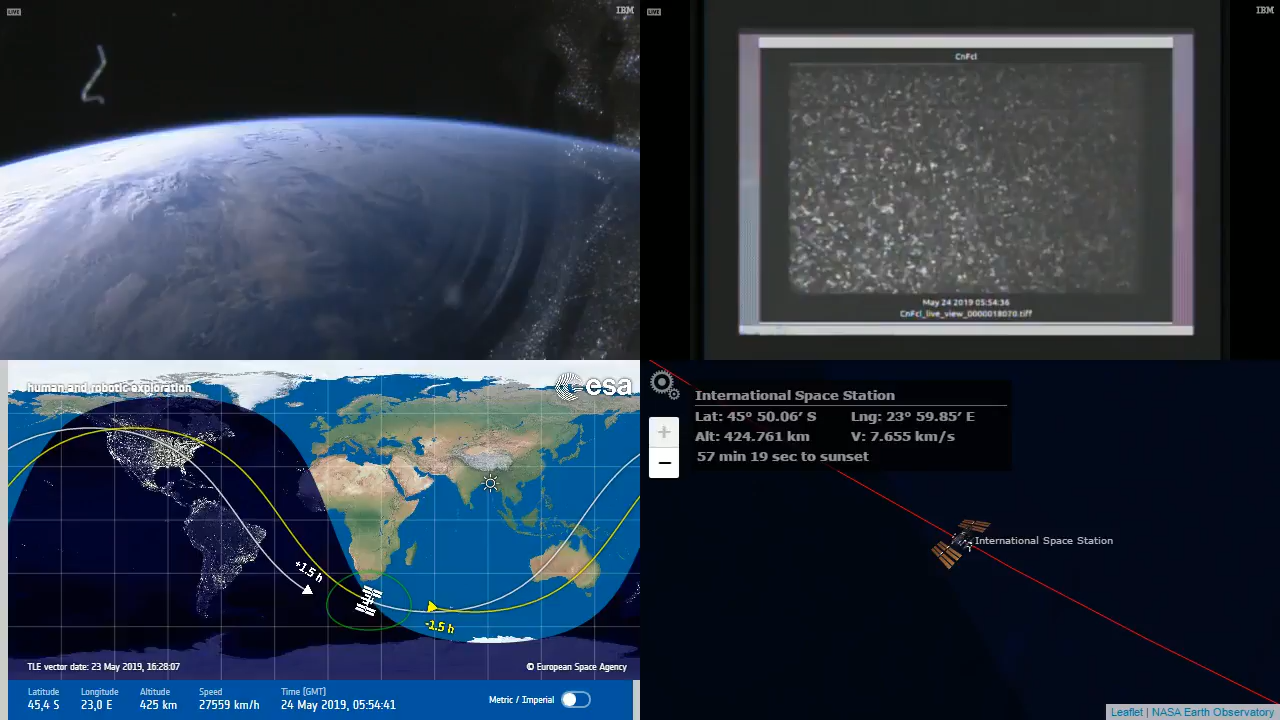 LIVE
IBM
LIVE
IBM
CnFcl
May 24 2019 05:54:36
CnFcl_live_view_0000018070.tiff
human and robotic exploration
esa
+1.5 h
-1.5 h
TLE vector date: 23 May 2019, 16:28:07
© European Space Agency
Latitude Longitude Altitude Speed Time (GMT)
45,4 S 23,0 E 425 km 27559 km/h 24 May 2019, 05:54:41
Metric / Imperial
International Space Station
Lat: 45° 50.06′ S Lng: 23° 59.85′ E
Alt: 424.761 km V: 7.655 km/s
57 min 19 sec to sunset
+
−
International Space Station
Leaflet | NASA Earth Observatory